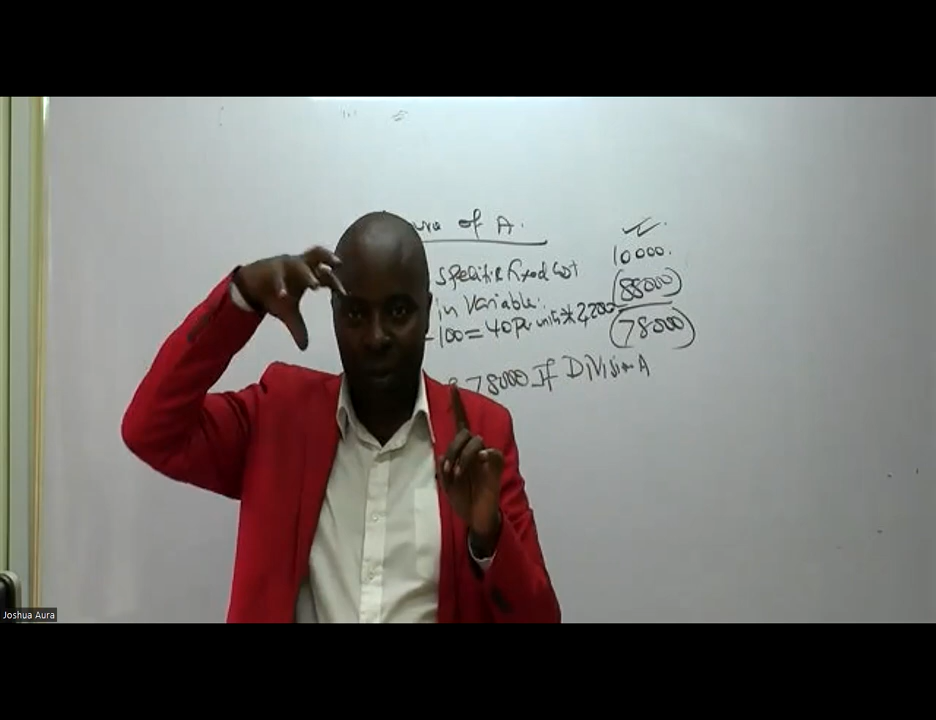 of A.
10000.
Specific fixed cost
(88000)
in Variable:
100 = 40 Per units * 2,200
(78000)
78000 If Division A
Joshua Aura